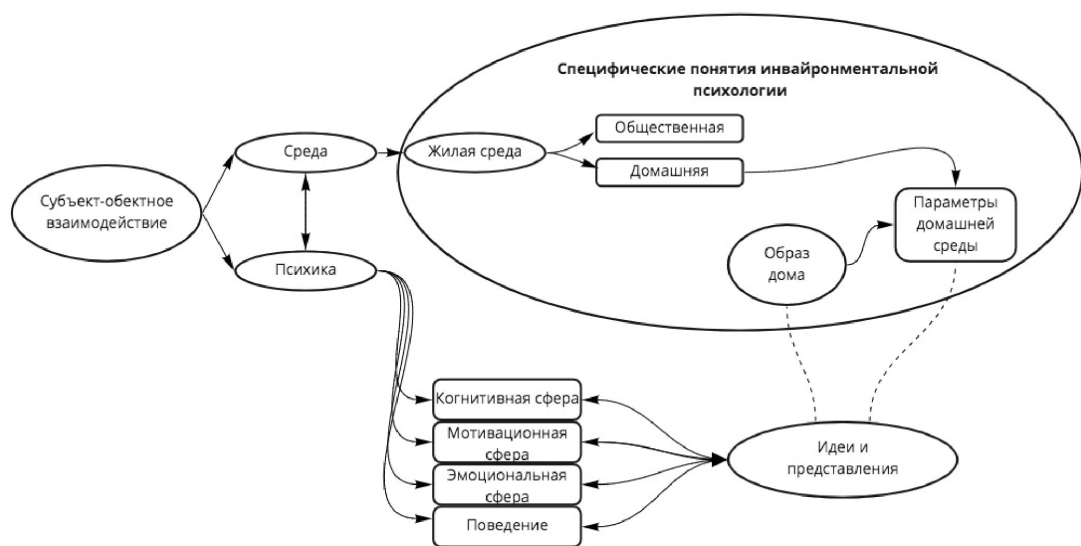 Специфические понятия инвайронментальной
психологии
Общественная
Среда
Жилая среда
Домашняя
Субъект-обектное
взаимодействие
Параметры
домашней
среды
Психика
Образ
дома
Когнитивная сфера
Мотивационная
сфера
Идеи и
представления
Эмоциональная
сфера
Поведение